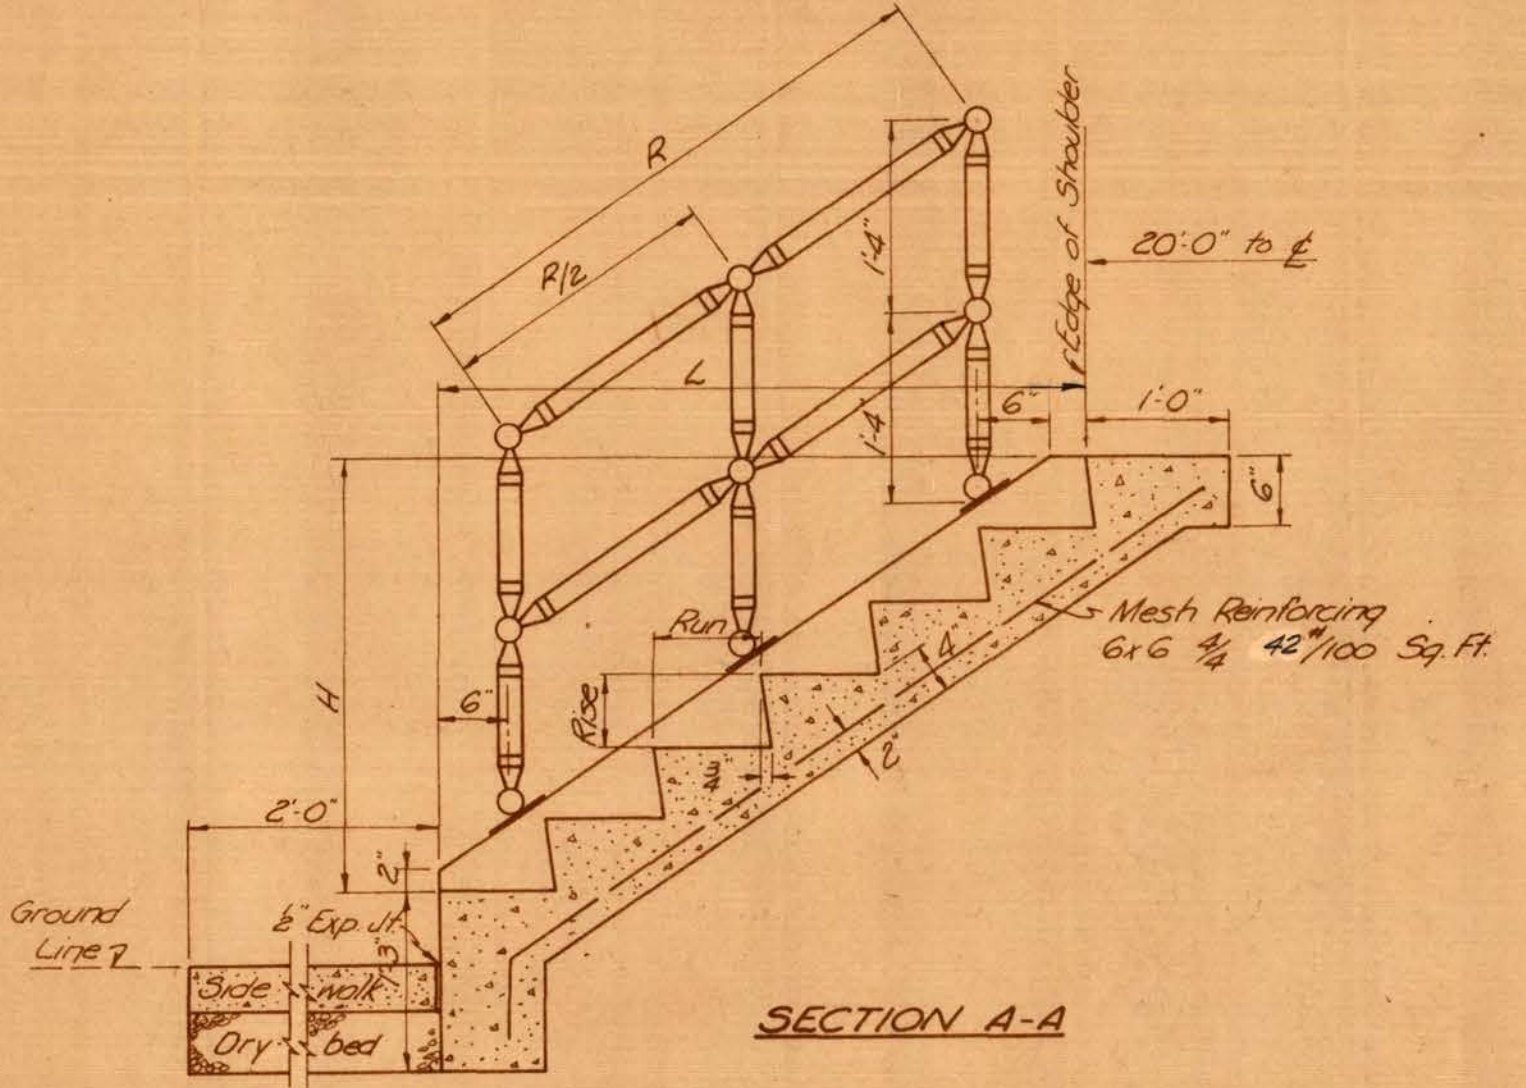 R
R/2
Edge of Shoulder
1'-4"
20'-0" to ℄
L
6"
1'-0"
1'-4"
6"
Mesh Reinforcing
6x6 4/4 42#/100 Sq. Ft.
Run
4"
H
6"
Rise
2"
3/4"
2'-0"
2"
Ground
Line
1/2" Exp. Jt.
1'-3"
Side walk
Dry bed
SECTION A-A